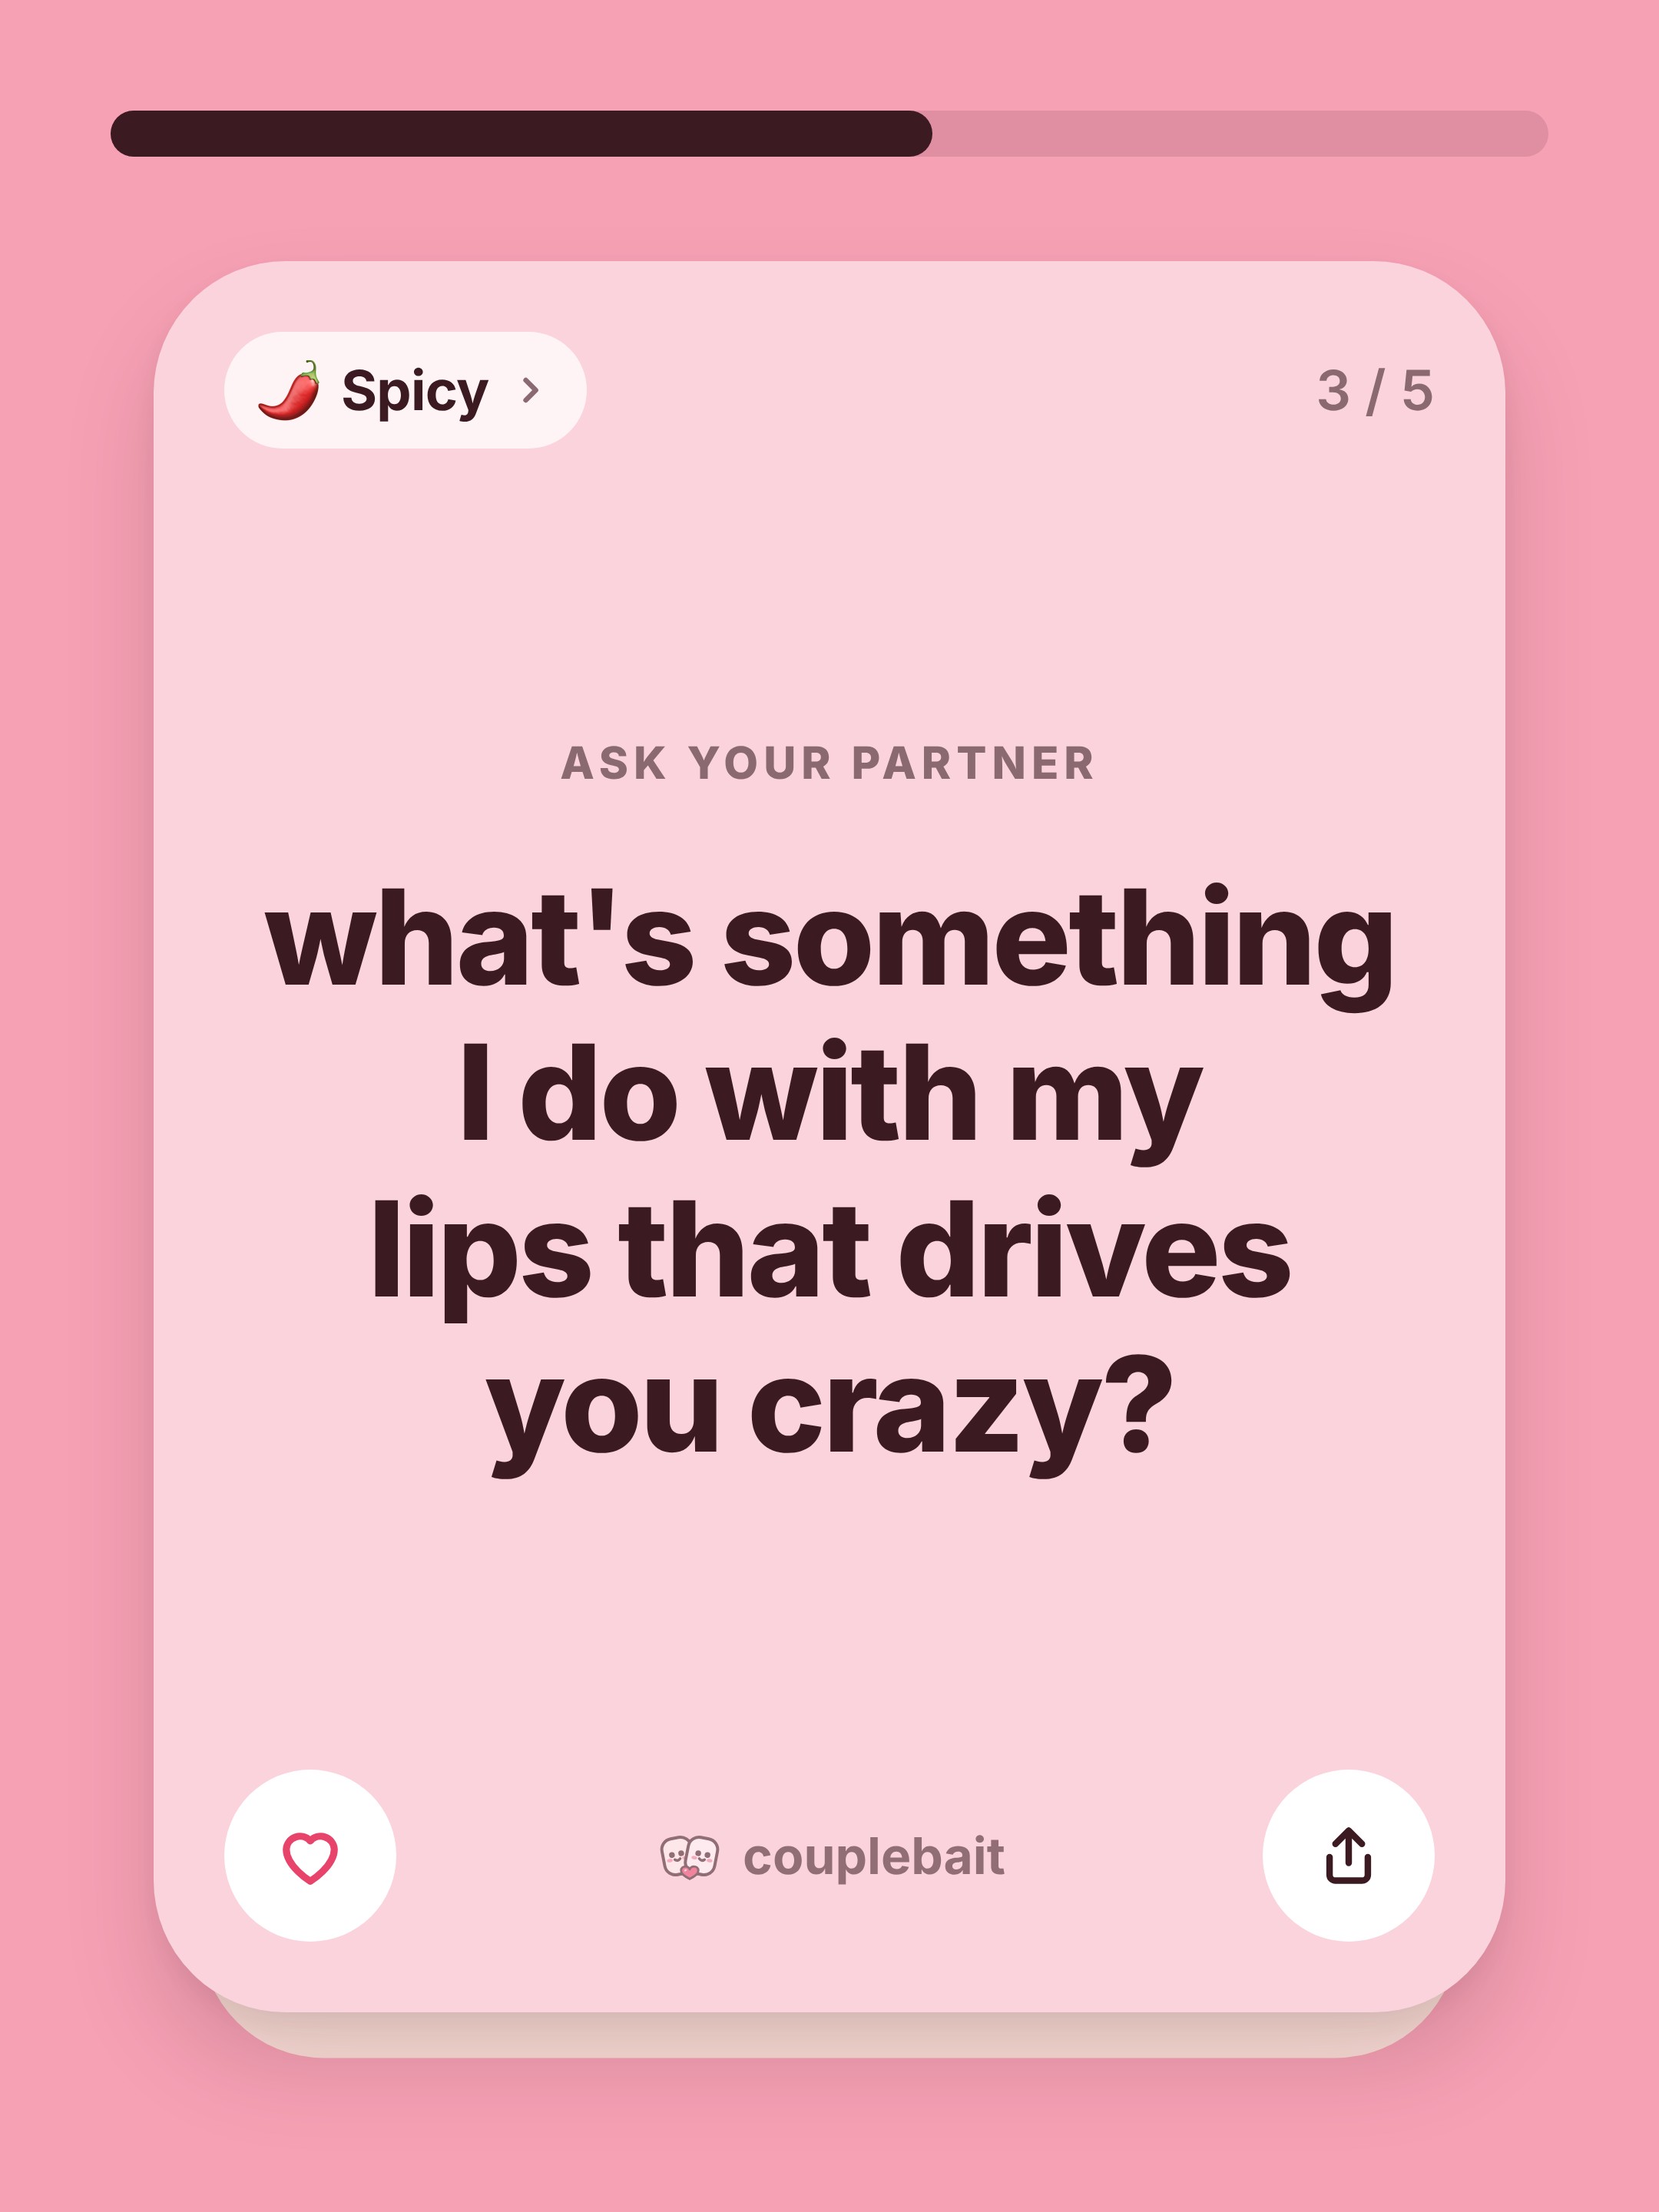 Spicy
3 / 5
ASK YOUR PARTNER
what's something
I do with my
lips that drives
you crazy?
couplebait